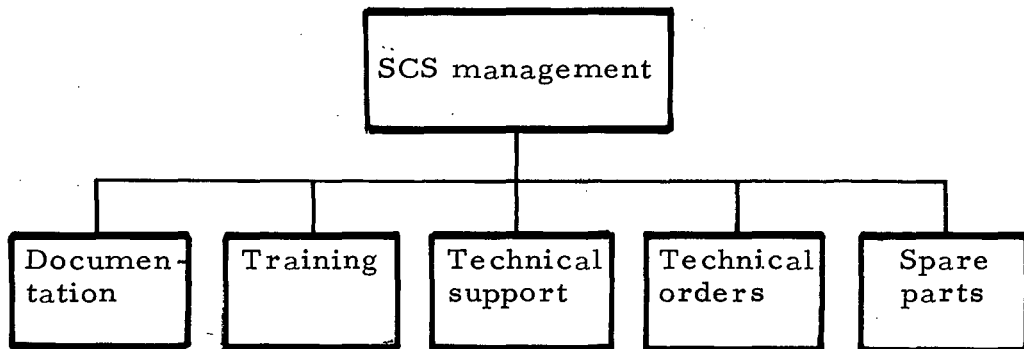 SCS management
Documen-
tation
Training
Technical
support
Technical
orders
Spare
parts